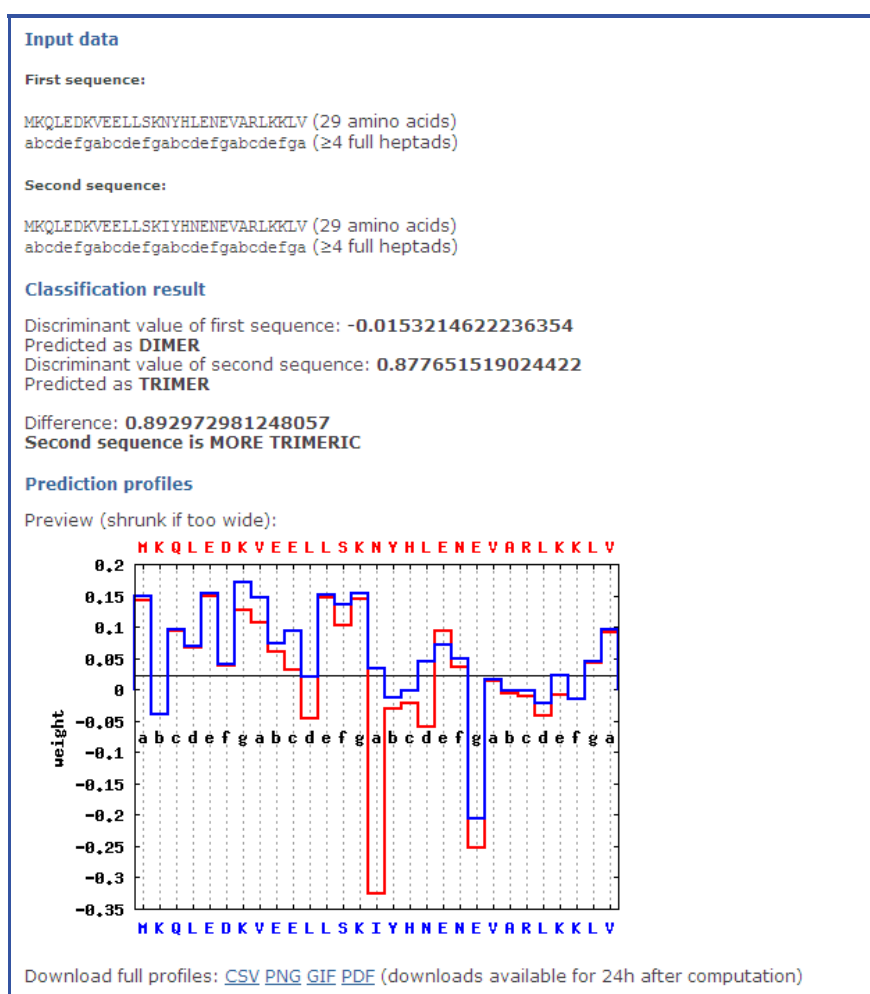 Input data
First sequence:
MKQLEDKVEELLSKNYHLENEVARLKKLV (29 amino acids)
abcdefgabcdefgabcdefgabcdefga (≥4 full heptads)
Second sequence:
MKQLEDKVEELLSKIYHNENEVARLKKLV (29 amino acids)
abcdefgabcdefgabcdefgabcdefga (≥4 full heptads)
Classification result
Discriminant value of first sequence: -0.0153214622236354
Predicted as DIMER
Discriminant value of second sequence: 0.877651519024422
Predicted as TRIMER
Difference: 0.892972981248057
Second sequence is MORE TRIMERIC
Prediction profiles
Preview (shrunk if too wide):
M K Q L E D K V E E L L S K N Y H L E N E V A R L K K L V
0.2
0.15
0.1
0.05
0
-0.05
-0.1
-0.15
-0.2
-0.25
-0.3
-0.35
weight
a b c d e f g a b c d e f g a b c d e f g a b c d e f g a
M K Q L E D K V E E L L S K I Y H N E N E V A R L K K L V
Download full profiles: CSV PNG GIF PDF (downloads available for 24h after computation)